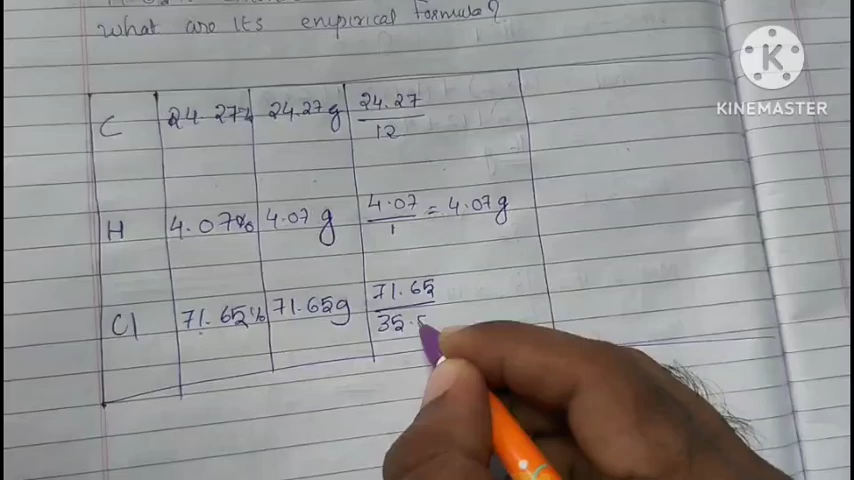 what are its empirical formula?
K
KINEMASTER
C 24.27% 24.27g 24.27/12
H 4.07% 4.07g 4.07/1 = 4.07g
Cl 71.65% 71.65g 71.65/35.5